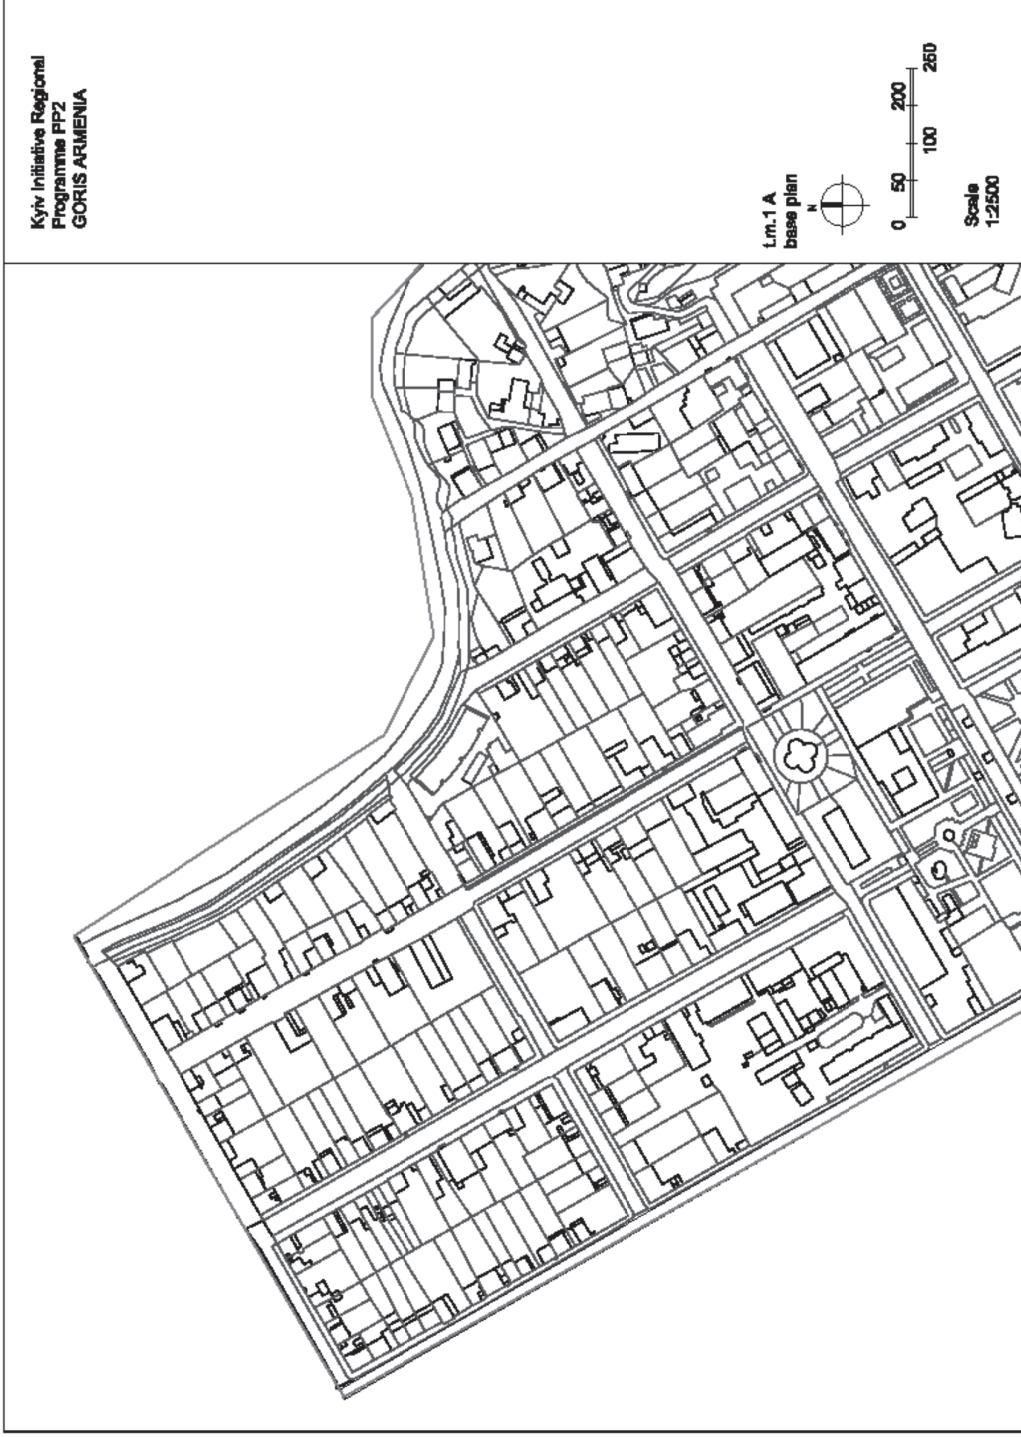 Kyiv Initiative Regional
Programme PP2
GORIS ARMENIA
t.m.1 A
base plan
N
0 50 100 200 250
Scale
1:2500